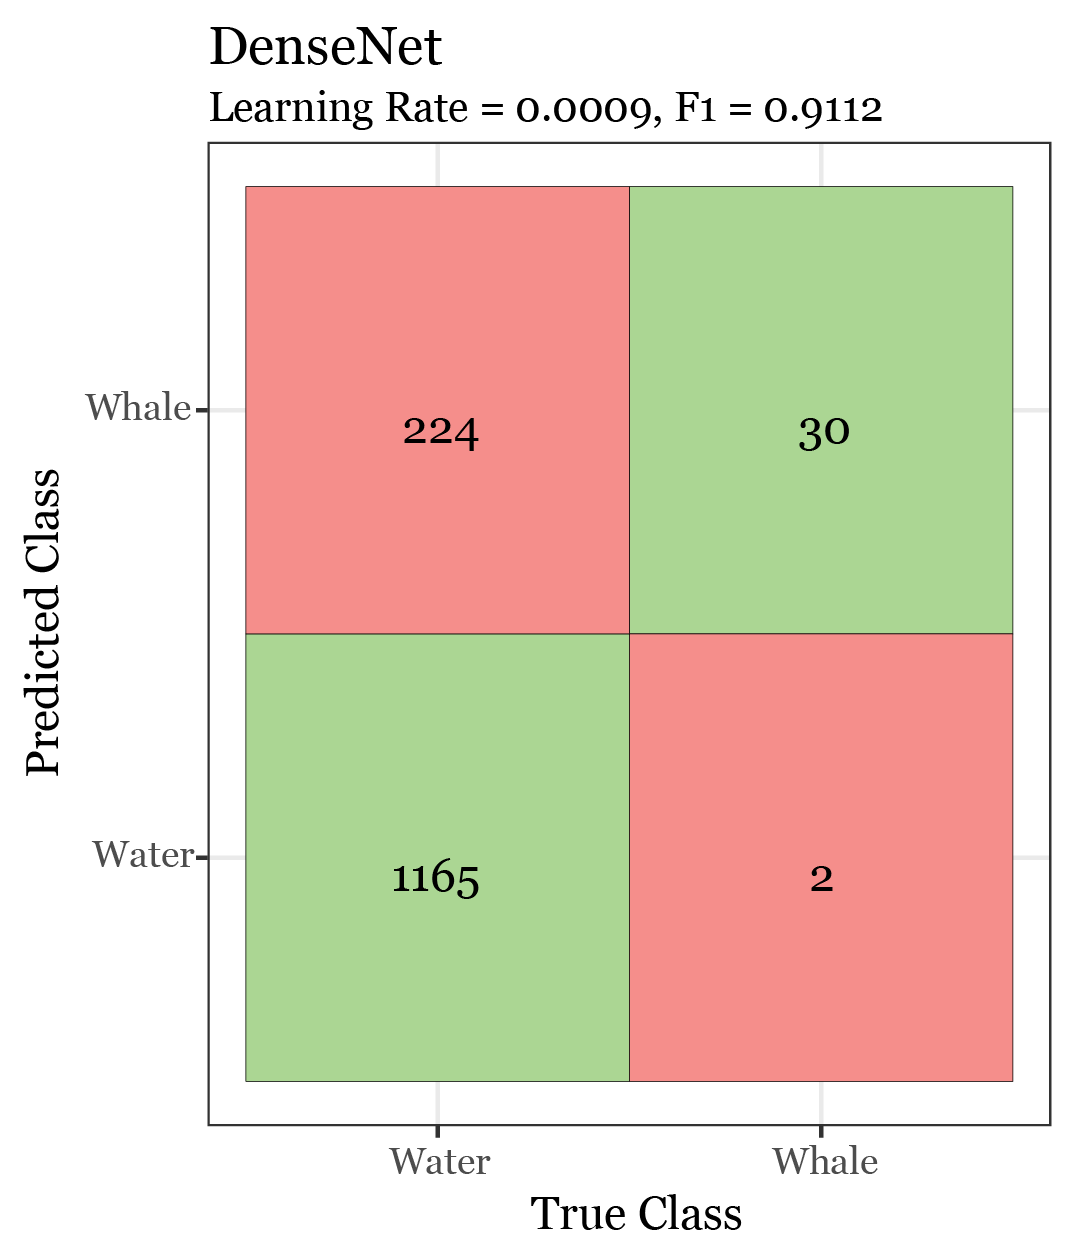 DenseNet
Learning Rate = 0.0009, F1 = 0.9112
Predicted Class
Whale
224
30
Water
1165
2
Water
Whale
True Class